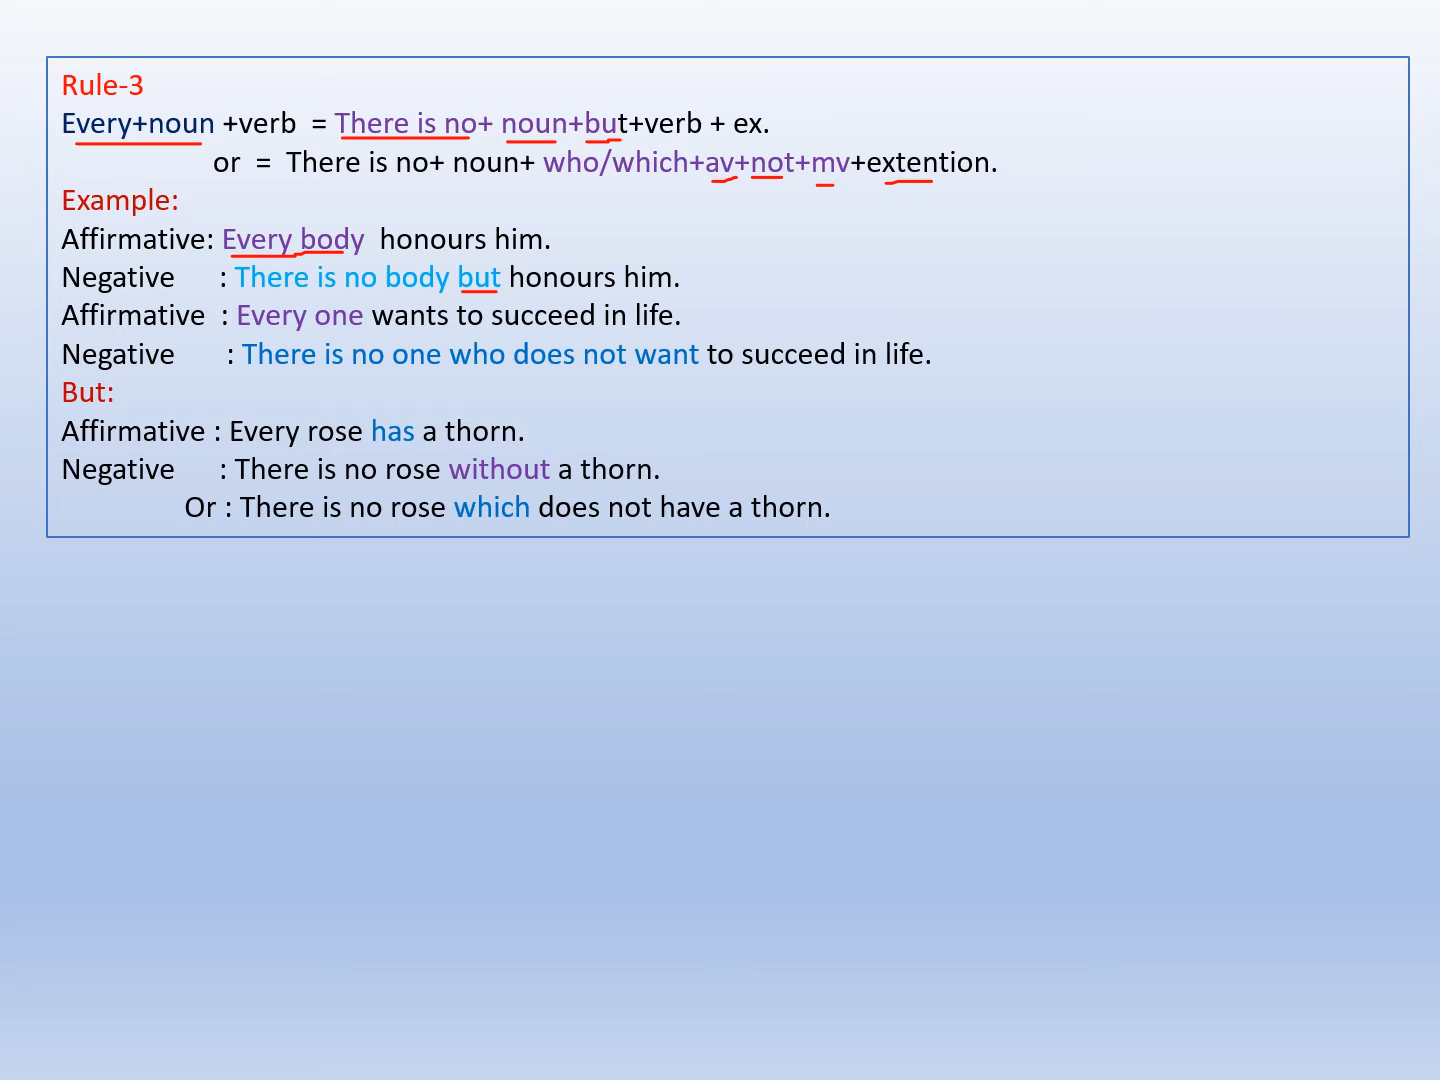 Rule-3
Every+noun +verb = There is no+ noun+but+verb + ex.
or = There is no+ noun+ who/which+av+not+mv+extention.
Example:
Affirmative: Every body honours him.
Negative : There is no body but honours him.
Affirmative : Every one wants to succeed in life.
Negative : There is no one who does not want to succeed in life.
But:
Affirmative : Every rose has a thorn.
Negative : There is no rose without a thorn.
Or : There is no rose which does not have a thorn.